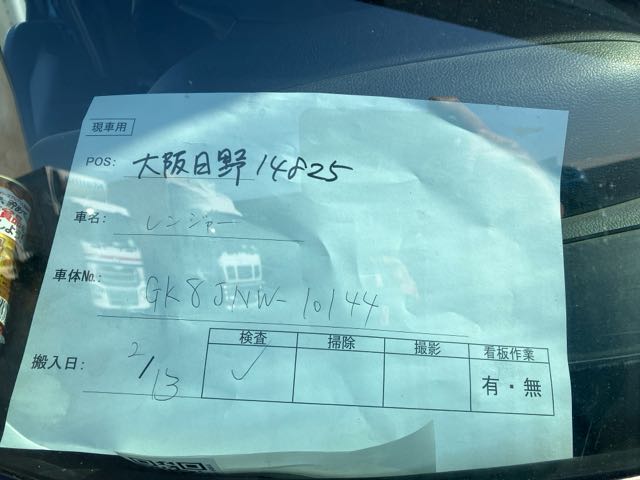 現車用
POS: 大阪日野 14825
車名: レンジャー
車体No.: GK8JNW-10144
検査 掃除 撮影 看板作業
搬入日: 2/13 ✓ 有・無